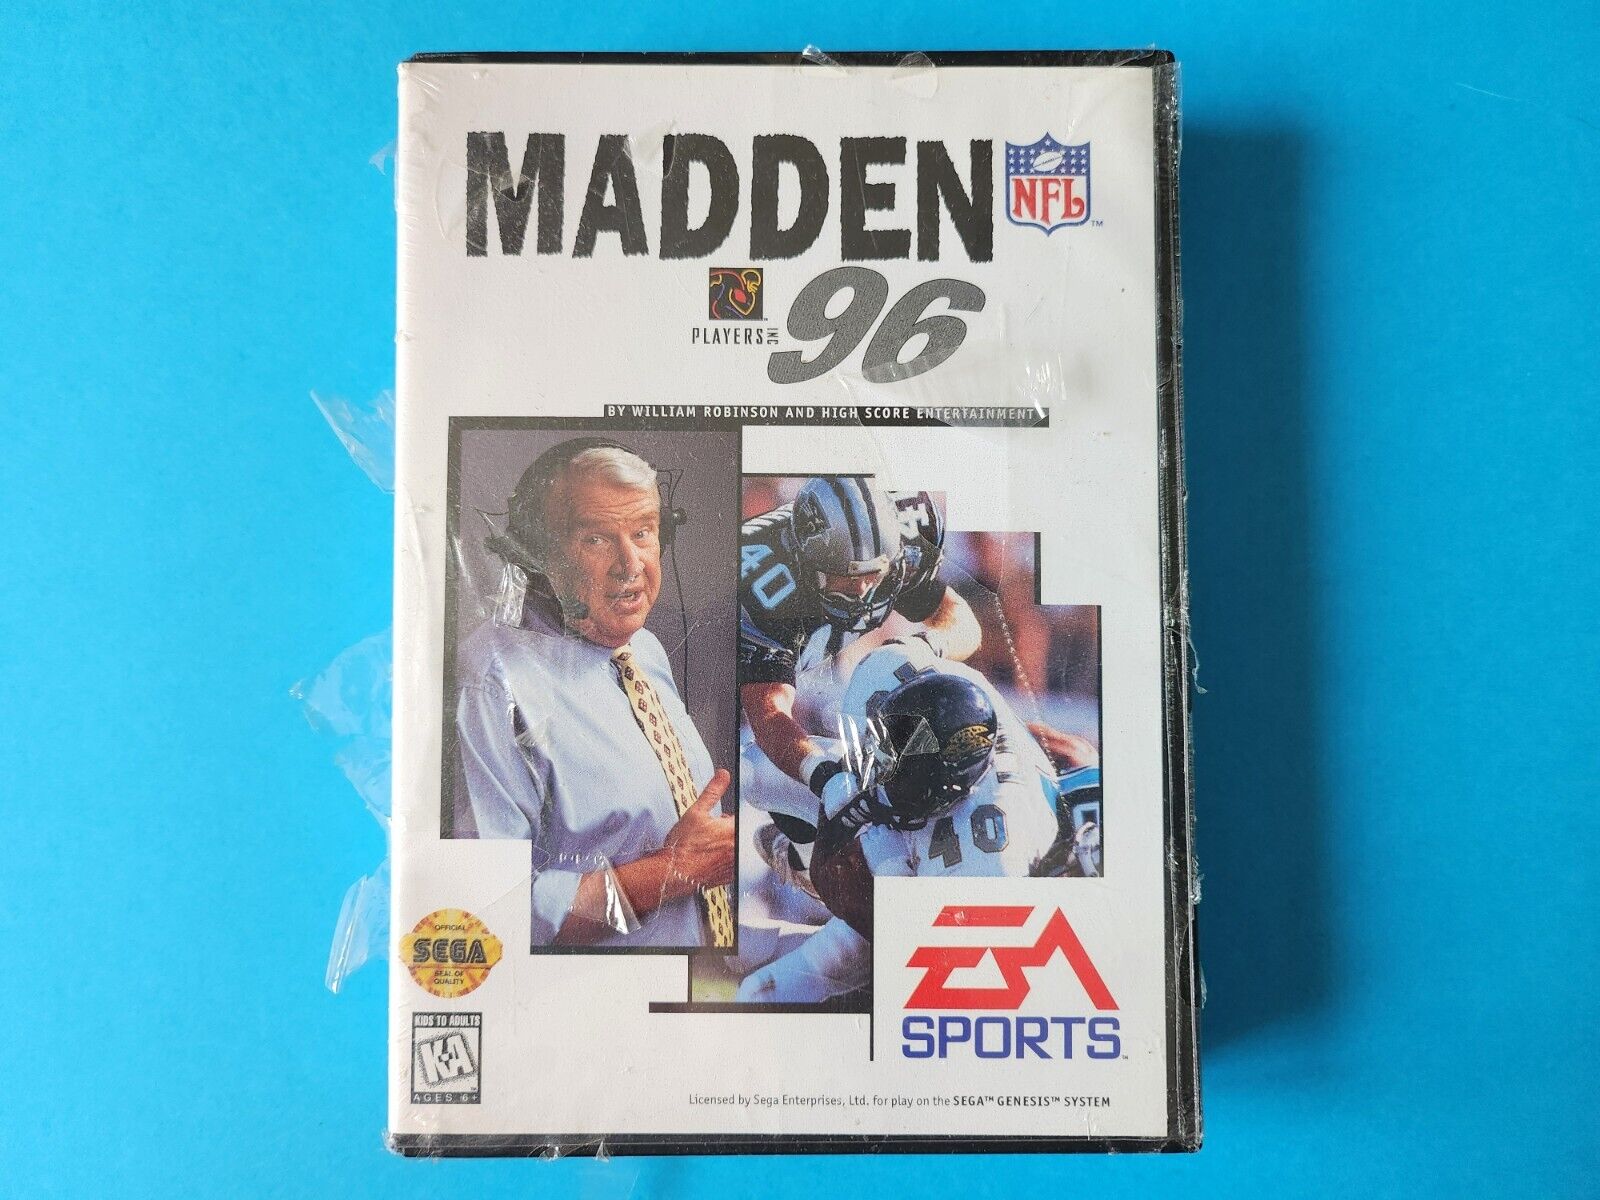 MADDEN
NFL
TM
PLAYERS INC
96
BY WILLIAM ROBINSON AND HIGH SCORE ENTERTAINMENT
40
40
OFFICIAL
SEGA
SEAL OF
QUALITY
EA
SPORTS
KIDS TO ADULTS
K-A
AGES 6+
Licensed by Sega Enterprises, Ltd. for play on the SEGA™ GENESIS™ SYSTEM